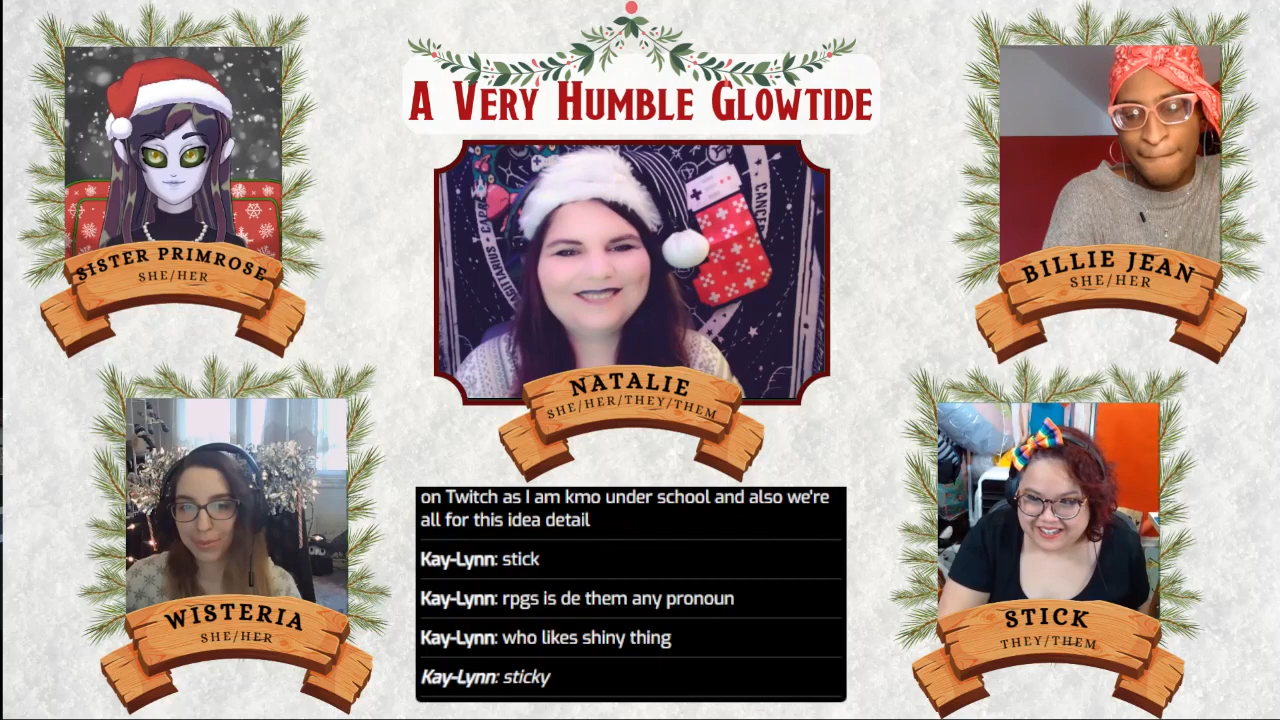 A Very Humble Glowtide
SISTER PRIMROSE
SHE/HER
BILLIE JEAN
SHE/HER
CAPR
SAGITTARIUS
CANCER
NATALIE
SHE/HER/THEY/THEM
WISTERIA
SHE/HER
STICK
THEY/THEM
on Twitch as I am kmo under school and also we're
all for this idea detail
Kay-Lynn: stick
Kay-Lynn: rpgs is de them any pronoun
Kay-Lynn: who likes shiny thing
Kay-Lynn: sticky